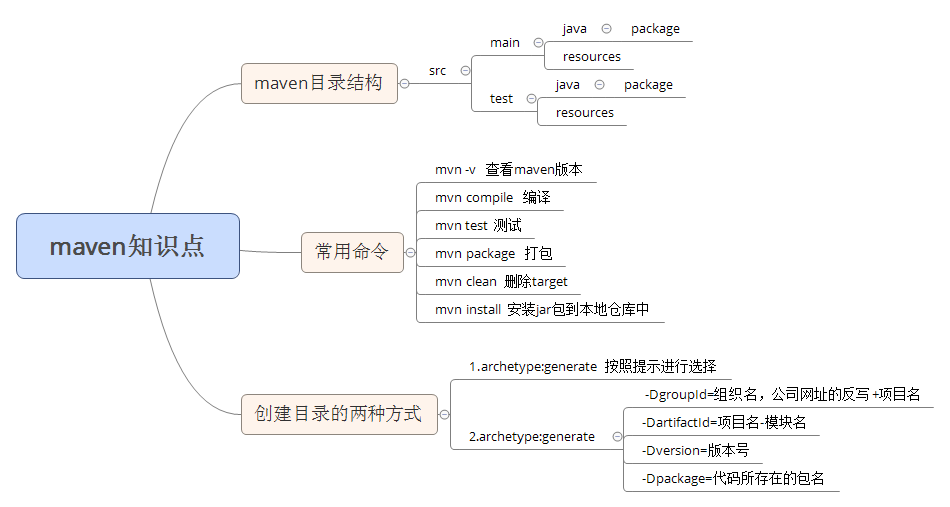 maven知识点
maven目录结构
src
main
java
package
resources
test
java
package
resources
常用命令
mvn -v 查看maven版本
mvn compile 编译
mvn test 测试
mvn package 打包
mvn clean 删除target
mvn install 安装jar包到本地仓库中
创建目录的两种方式
1.archetype:generate 按照提示进行选择
2.archetype:generate
-DgroupId=组织名，公司网址的反写 +项目名
-DartifactId=项目名-模块名
-Dversion=版本号
-Dpackage=代码所存在的包名